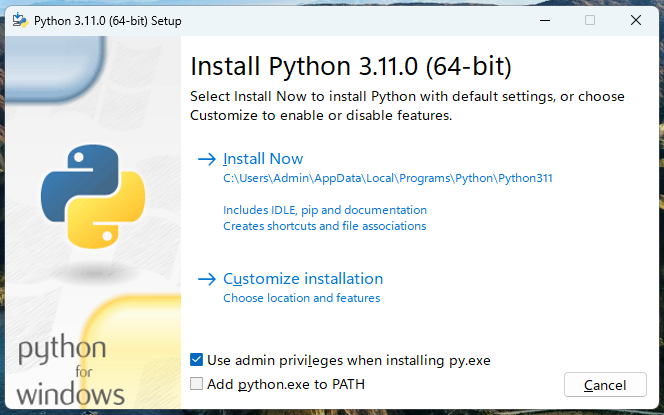 Python 3.11.0 (64-bit) Setup
Install Python 3.11.0 (64-bit)
Select Install Now to install Python with default settings, or choose
Customize to enable or disable features.
Install Now
C:\Users\Admin\AppData\Local\Programs\Python\Python311
Includes IDLE, pip and documentation
Creates shortcuts and file associations
Customize installation
Choose location and features
Use admin privileges when installing py.exe
Add python.exe to PATH
Cancel
python
for
windows